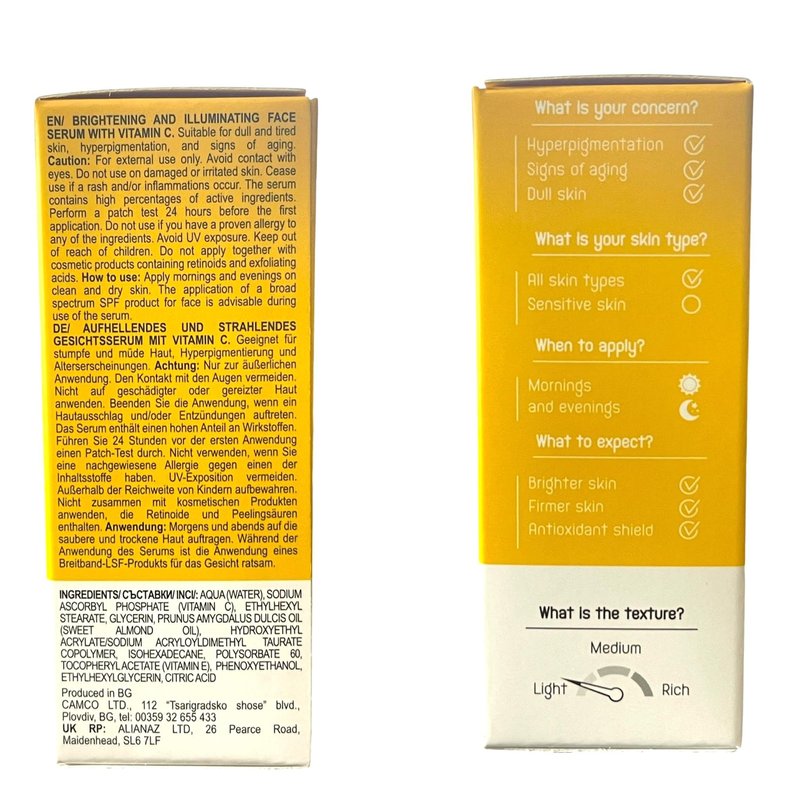 EN/ BRIGHTENING AND ILLUMINATING FACE
SERUM WITH VITAMIN C. Suitable for dull and tired
skin, hyperpigmentation, and signs of aging.
Caution: For external use only. Avoid contact with
eyes. Do not use on damaged or irritated skin. Cease
use if a rash and/or inflammations occur. The serum
contains high percentages of active ingredients.
Perform a patch test 24 hours before the first
application. Do not use if you have a proven allergy to
any of the ingredients. Avoid UV exposure. Keep out
of reach of children. Do not apply together with
cosmetic products containing retinoids and exfoliating
acids. How to use: Apply mornings and evenings on
clean and dry skin. The application of a broad
spectrum SPF product for face is advisable during
use of the serum.
DE/ AUFHELLENDES UND STRAHLENDES
GESICHTSSERUM MIT VITAMIN C. Geeignet für
stumpfe und müde Haut, Hyperpigmentierung und
Alterserscheinungen. Achtung: Nur zur äußerlichen
Anwendung. Den Kontakt mit den Augen vermeiden.
Nicht auf geschädigter oder gereizter Haut
anwenden. Beenden Sie die Anwendung, wenn ein
Hautausschlag und/oder Entzündungen auftreten.
Das Serum enthält einen hohen Anteil an Wirkstoffen.
Führen Sie 24 Stunden vor der ersten Anwendung
einen Patch-Test durch. Nicht verwenden, wenn Sie
eine nachgewiesene Allergie gegen einen der
Inhaltsstoffe haben. UV-Exposition vermeiden.
Außerhalb der Reichweite von Kindern aufbewahren.
Nicht zusammen mit kosmetischen Produkten
anwenden, die Retinoide und Peelingsäuren
enthalten. Anwendung: Morgens und abends auf die
saubere und trockene Haut auftragen. Während der
Anwendung des Serums ist die Anwendung eines
Breitband-LSF-Produkts für das Gesicht ratsam.
INGREDIENTS/ СЪСТАВКИ/ INCI/: AQUA (WATER), SODIUM
ASCORBYL PHOSPHATE (VITAMIN C), ETHYLHEXYL
STEARATE, GLYCERIN, PRUNUS AMYGDALUS DULCIS OIL
(SWEET ALMOND OIL), HYDROXYETHYL
ACRYLATE/SODIUM ACRYLOYLDIMETHYL TAURATE
COPOLYMER, ISOHEXADECANE, POLYSORBATE 60,
TOCOPHERYL ACETATE (VITAMIN E), PHENOXYETHANOL,
ETHYLHEXYLGLYCERIN, CITRIC ACID
Produced in BG
CAMCO LTD., 112 "Tsarigradsko shose" blvd.,
Plovdiv, BG, tel: 00359 32 655 433
UK RP: ALIANAZ LTD, 26 Pearce Road,
Maidenhead, SL6 7LF
What is your concern?
Hyperpigmentation
Signs of aging
Dull skin
What is your skin type?
All skin types
Sensitive skin
When to apply?
Mornings
and evenings
What to expect?
Brighter skin
Firmer skin
Antioxidant shield
What is the texture?
Medium
Light
Rich